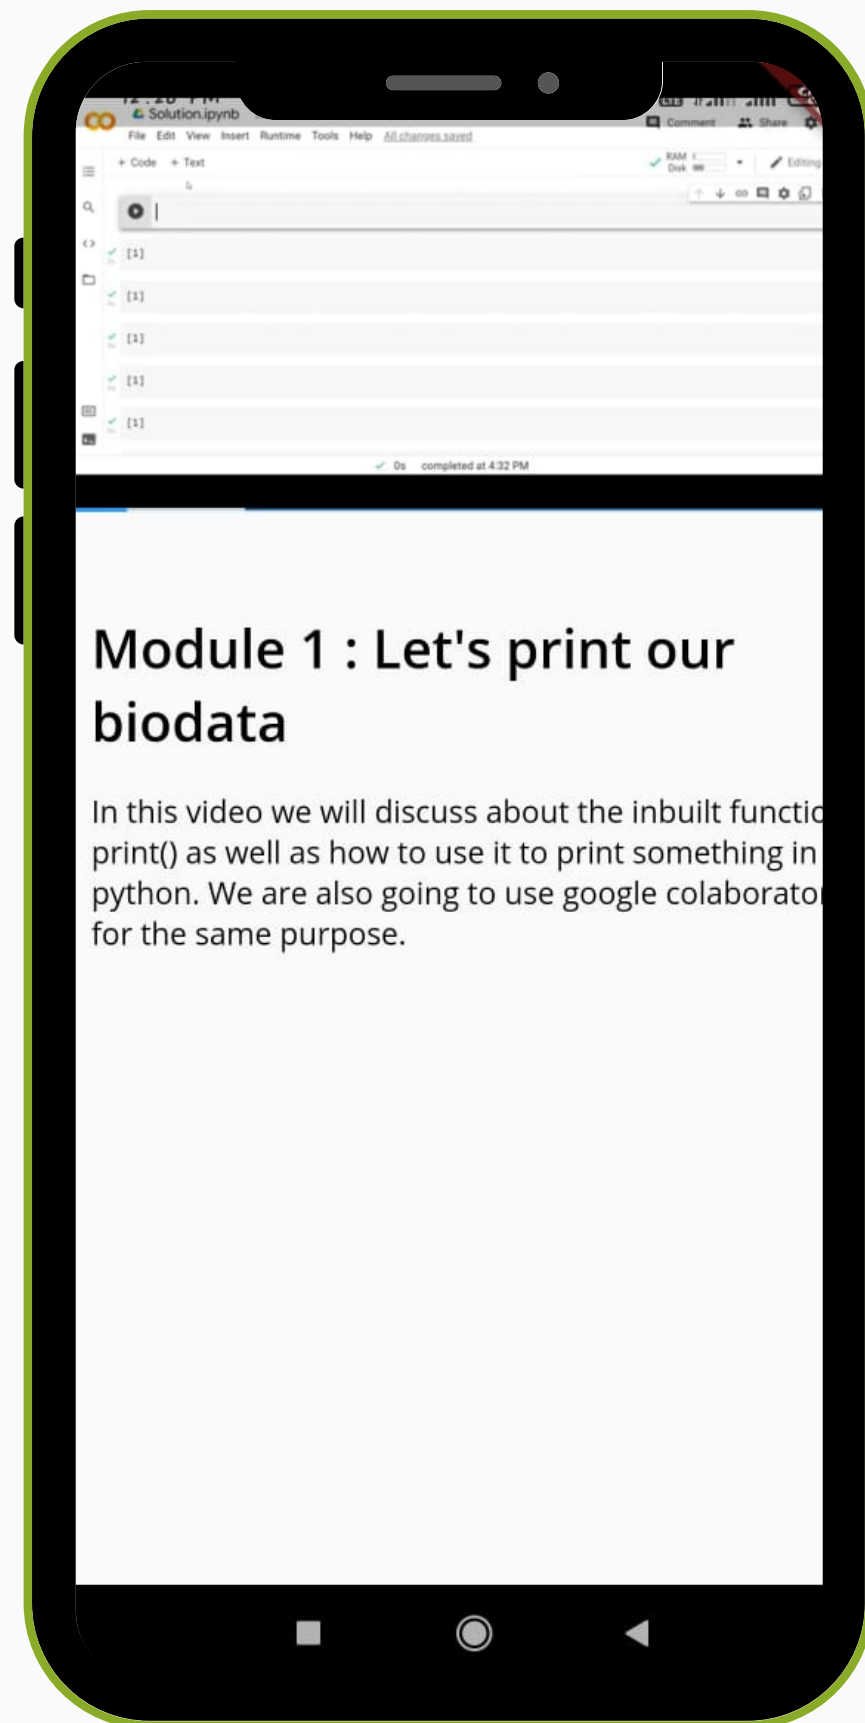 Solution.ipynb
Comment Share
File Edit View Insert Runtime Tools Help All changes saved
+ Code + Text
RAM
Disk
Editing
[1]
[1]
[1]
[1]
[1]
0s completed at 4:32 PM
Module 1 : Let's print our
biodata
In this video we will discuss about the inbuilt functio
print() as well as how to use it to print something in
python. We are also going to use google colaborator
for the same purpose.